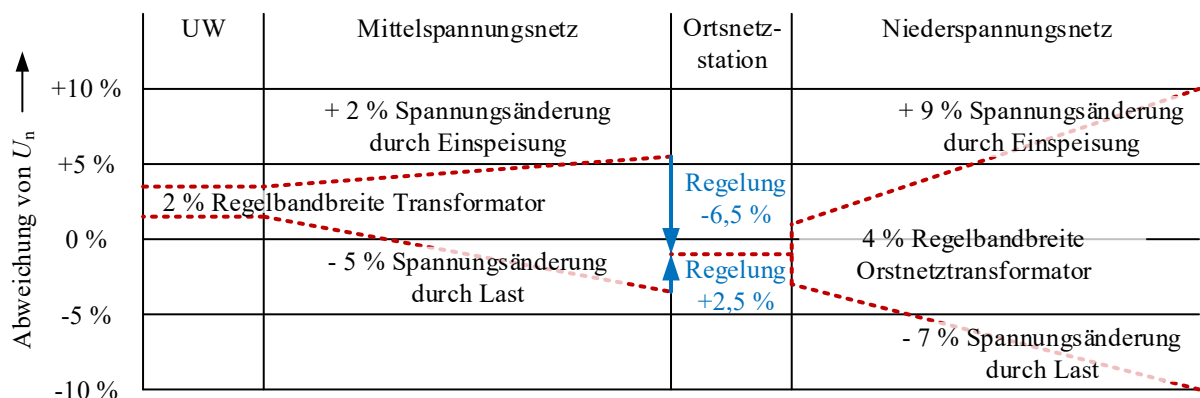 UW
Mittelspannungsnetz
Ortsnetz-
station
Niederspannungsnetz
Abweichung von Un
+10 %
+5 %
0 %
-5 %
-10 %
+ 2 % Spannungsänderung
durch Einspeisung
2 % Regelbandbreite Transformator
- 5 % Spannungsänderung
durch Last
Regelung
-6,5 %
Regelung
+2,5 %
+ 9 % Spannungsänderung
durch Einspeisung
4 % Regelbandbreite
Orstnetztransformator
- 7 % Spannungsänderung
durch Last